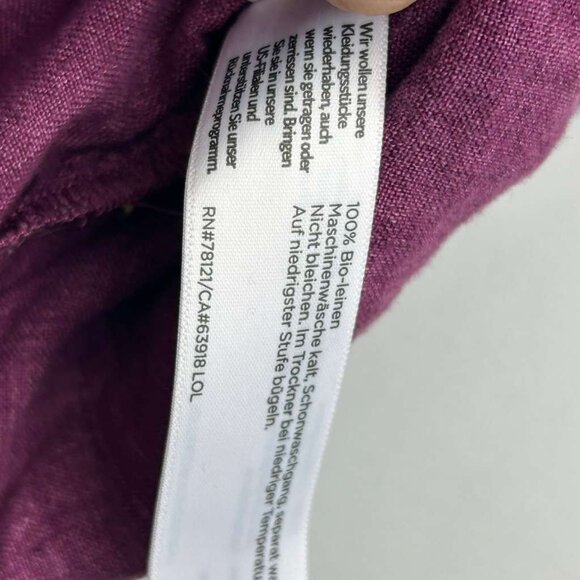 Wir wollen unsere
Kleidungsstücke
wiederhaben, auch
wenn sie getragen oder
zerrissen sind. Bringen
Sie sie in unsere
US-Filialen und
unterstützen Sie unser
Rücknahmeprogramm.
100% Bio-leinen
Maschinenwäsche kalt, Schonwaschgang, separat
Nicht bleichen. Im Trockner bei niedriger
Auf niedrigster Stufe bügeln.
RN#78121/CA#63918 LOL